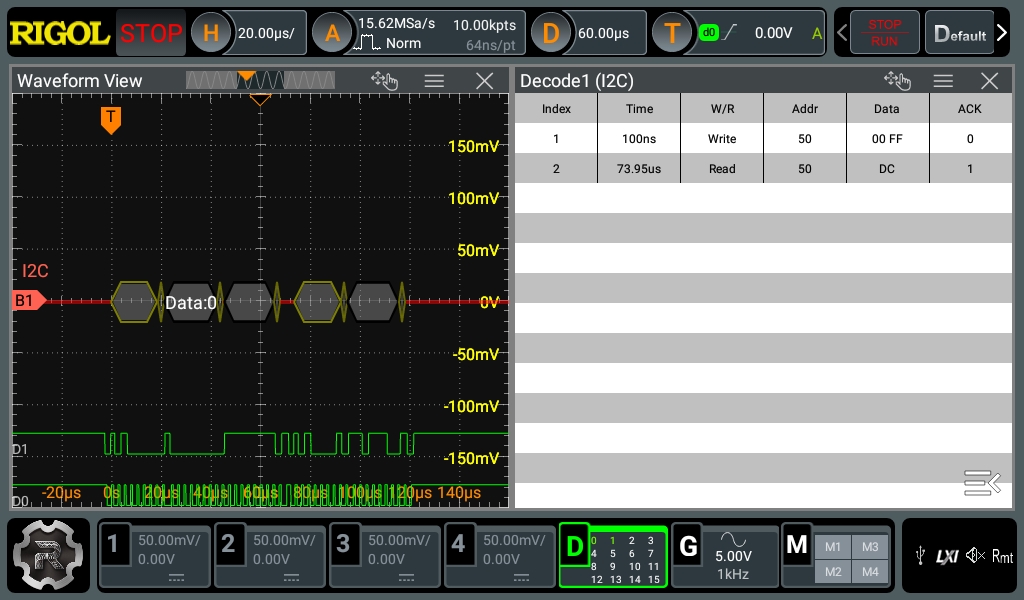 RIGOL STOP H 20.00µs/ A 15.62MSa/s 10.00kpts D 60.00µs T d0 0.00V A STOP Default
Norm 64ns/pt RUN
Waveform View
Decode1 (I2C)
Index Time W/R Addr Data ACK
1 100ns Write 50 00 FF 0
2 73.95us Read 50 DC 1
T
150mV
100mV
50mV
I2C
B1 Data:0 0V
-50mV
-100mV
D1
-150mV
D0 -20µs 0s 20µs 40µs 60µs 80µs 100µs 120µs 140µs
1 50.00mV/
0.00V
2 50.00mV/
0.00V
3 50.00mV/
0.00V
4 50.00mV/
0.00V
D 0 1 2 3
4 5 6 7
8 9 10 11
12 13 14 15
G 5.00V
1kHz
M M1 M3
M2 M4
LXI Rmt
R